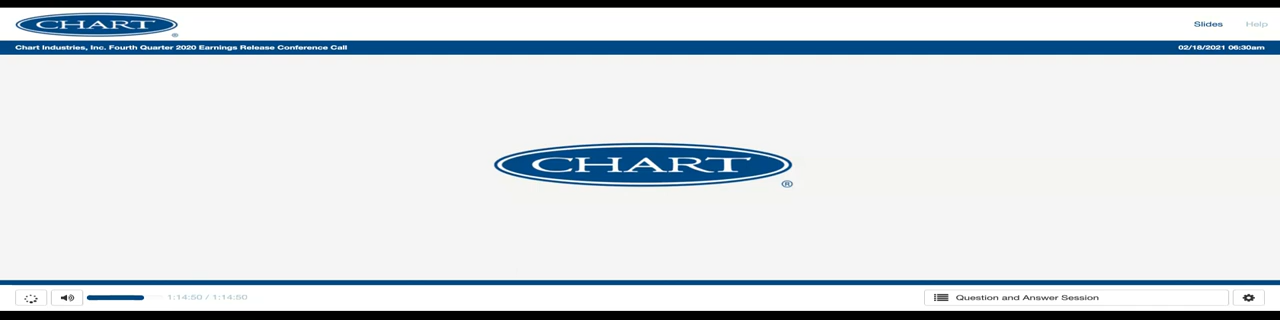 CHART
®
Slides Help
Chart Industries, Inc. Fourth Quarter 2020 Earnings Release Conference Call 02/18/2021 06:30am
CHART
®
1:14:50 / 1:14:50 Question and Answer Session